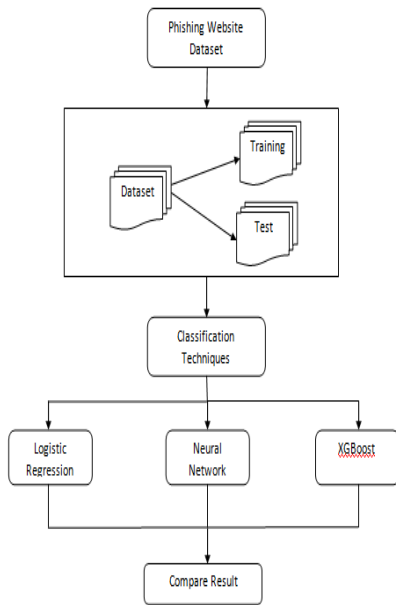 Phishing Website
Dataset
Training
Dataset
Test
Classification
Techniques
Logistic
Regression
Neural
Network
XGBoost
Compare Result